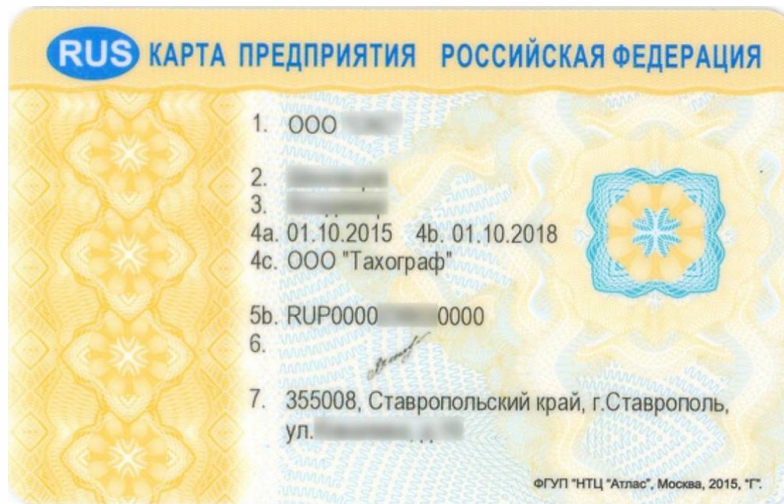 RUS КАРТА ПРЕДПРИЯТИЯ РОССИЙСКАЯ ФЕДЕРАЦИЯ
1. ООО
2.
3.
4a. 01.10.2015 4b. 01.10.2018
4c. ООО "Тахограф"
5b. RUP0000 0000
6.
7. 355008, Ставропольский край, г.Ставрополь,
ул.
ФГУП "НТЦ "Атлас", Москва, 2015, "Г".